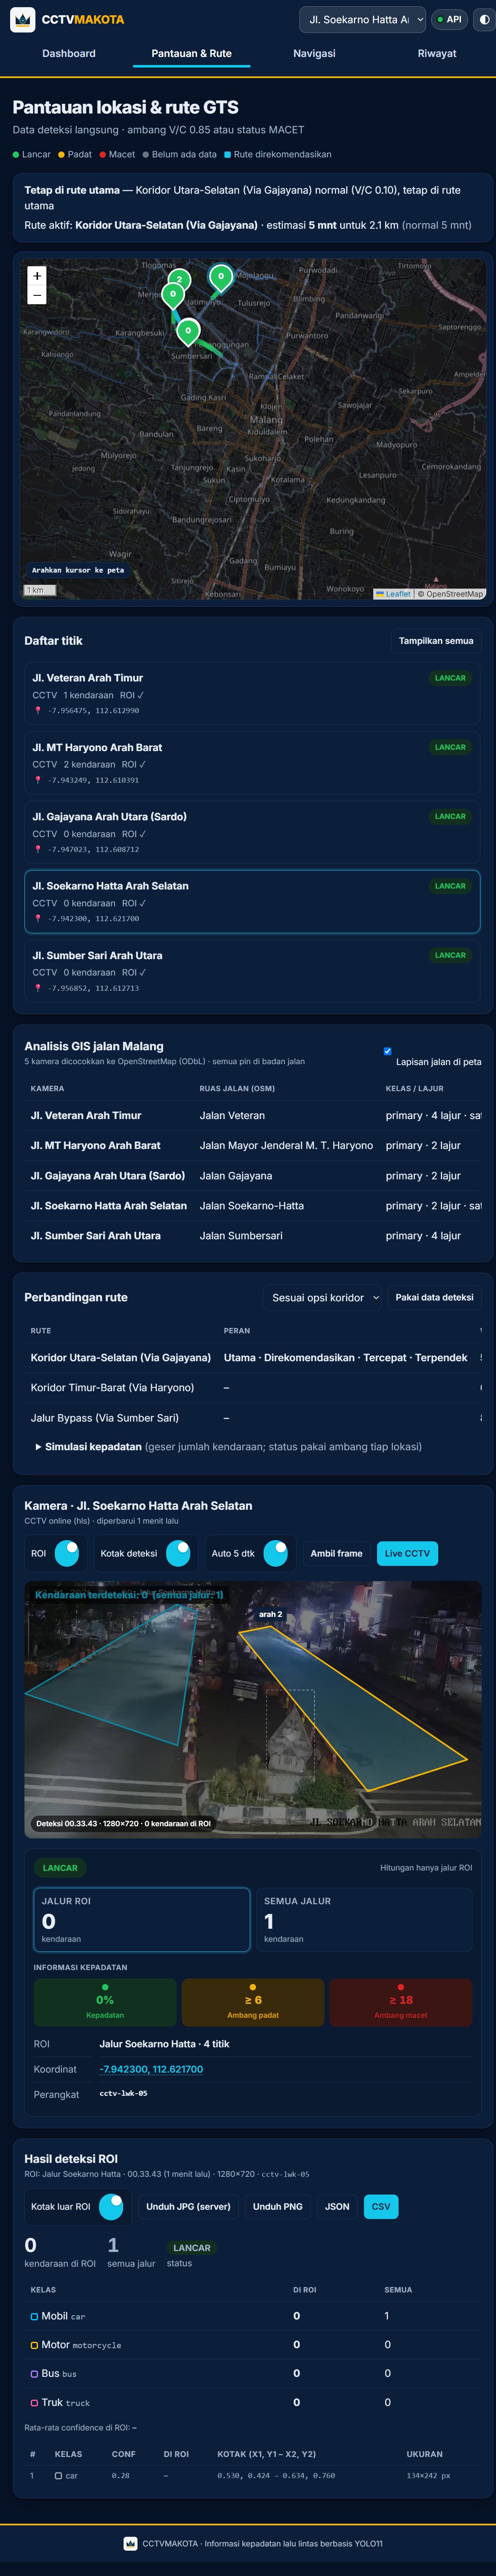 CCTVMAKOTA
Jl. Soekarno Hatta Ar
API
Dashboard
Pantauan & Rute
Navigasi
Riwayat
Pantauan lokasi & rute GTS
Data deteksi langsung · ambang V/C 0.85 atau status MACET
Lancar
Padat
Macet
Belum ada data
Rute direkomendasikan
Tetap di rute utama — Koridor Utara-Selatan (Via Gajayana) normal (V/C 0.10), tetap di rute
utama
Rute aktif: Koridor Utara-Selatan (Via Gajayana) · estimasi 5 mnt untuk 2.1 km (normal 5 mnt)
+
−
Tlogomas
Mojolangu
Purwodadi
Tirtomoyo
2
0
0
0
Tulusrejo
Blimbing
Pandanwangi
Karangwidoro
Karangbesuki
Saptorenggo
Purwantoro
Kalisongo
Sumbersari
Rampal Celaket
Ampelder
Sekarpuro
Gading Kasri
Klojen
Sawojajar
Pandanlandung
Malang
Bareng
Kiduldalem
Bandulan
Polehan
Madyopuro
Mulyorejo
Sukoharjo
Jedong
Tanjungrejo
Kasin
Cemorokandang
Lesanpuro
Sukun
Kotalama
Ciptomulyo
Kedungkandang
Sidorahayu
Bandungrejosari
Buring
Wagir
Gadang
Bumiayu
Arahkan kursor ke peta
Sitirejo
Kebonsari
Wonokoyo
Malang
1 km
Leaflet | © OpenStreetMap
Daftar titik
Tampilkan semua
Jl. Veteran Arah Timur
LANCAR
CCTV 1 kendaraan ROI ✓
-7.956475, 112.612990
Jl. MT Haryono Arah Barat
LANCAR
CCTV 2 kendaraan ROI ✓
-7.943249, 112.610391
Jl. Gajayana Arah Utara (Sardo)
LANCAR
CCTV 0 kendaraan ROI ✓
-7.947023, 112.608712
Jl. Soekarno Hatta Arah Selatan
LANCAR
CCTV 0 kendaraan ROI ✓
-7.942300, 112.621700
Jl. Sumber Sari Arah Utara
LANCAR
CCTV 0 kendaraan ROI ✓
-7.956852, 112.612713
Analisis GIS jalan Malang
5 kamera dicocokkan ke OpenStreetMap (ODbL) · semua pin di badan jalan
Lapisan jalan di peta
KAMERA RUAS JALAN (OSM) KELAS / LAJUR
Jl. Veteran Arah Timur Jalan Veteran primary · 4 lajur · sat
Jl. MT Haryono Arah Barat Jalan Mayor Jenderal M. T. Haryono primary · 2 lajur
Jl. Gajayana Arah Utara (Sardo) Jalan Gajayana primary · 2 lajur
Jl. Soekarno Hatta Arah Selatan Jalan Soekarno-Hatta primary · 2 lajur · sat
Jl. Sumber Sari Arah Utara Jalan Sumbersari primary · 4 lajur
Perbandingan rute
Sesuai opsi koridor
Pakai data deteksi
RUTE PERAN
Koridor Utara-Selatan (Via Gajayana) Utama · Direkomendasikan · Tercepat · Terpendek
Koridor Timur-Barat (Via Haryono) –
Jalur Bypass (Via Sumber Sari) –
Simulasi kepadatan (geser jumlah kendaraan; status pakai ambang tiap lokasi)
Kamera · Jl. Soekarno Hatta Arah Selatan
CCTV online (hls) · diperbarui 1 menit lalu
ROI
Kotak deteksi
Auto 5 dtk
Ambil frame
Live CCTV
Kendaraan terdeteksi: 0 (semua jalur: 1)
arah 2
Deteksi 00.33.43 · 1280×720 · 0 kendaraan di ROI
JL SOEKARNO HATTA ARAH SELATAN
LANCAR
Hitungan hanya jalur ROI
JALUR ROI
0
kendaraan
SEMUA JALUR
1
kendaraan
INFORMASI KEPADATAN
0%
Kepadatan
≥ 6
Ambang padat
≥ 18
Ambang macet
ROI Jalur Soekarno Hatta · 4 titik
Koordinat -7.942300, 112.621700
Perangkat cctv-lwk-05
Hasil deteksi ROI
ROI: Jalur Soekarno Hatta · 00.33.43 (1 menit lalu) · 1280×720 · cctv-lwk-05
Kotak luar ROI
Unduh JPG (server)
Unduh PNG
JSON
CSV
0
kendaraan di ROI
1
semua jalur
LANCAR
status
KELAS DI ROI SEMUA
Mobil car 0 1
Motor motorcycle 0 0
Bus bus 0 0
Truk truck 0 0
Rata-rata confidence di ROI: –
# KELAS CONF DI ROI KOTAK (X1, Y1 – X2, Y2) UKURAN
1 car 0.28 – 0.530, 0.424 – 0.634, 0.760 134×242 px
CCTVMAKOTA · Informasi kepadatan lalu lintas berbasis YOLO11